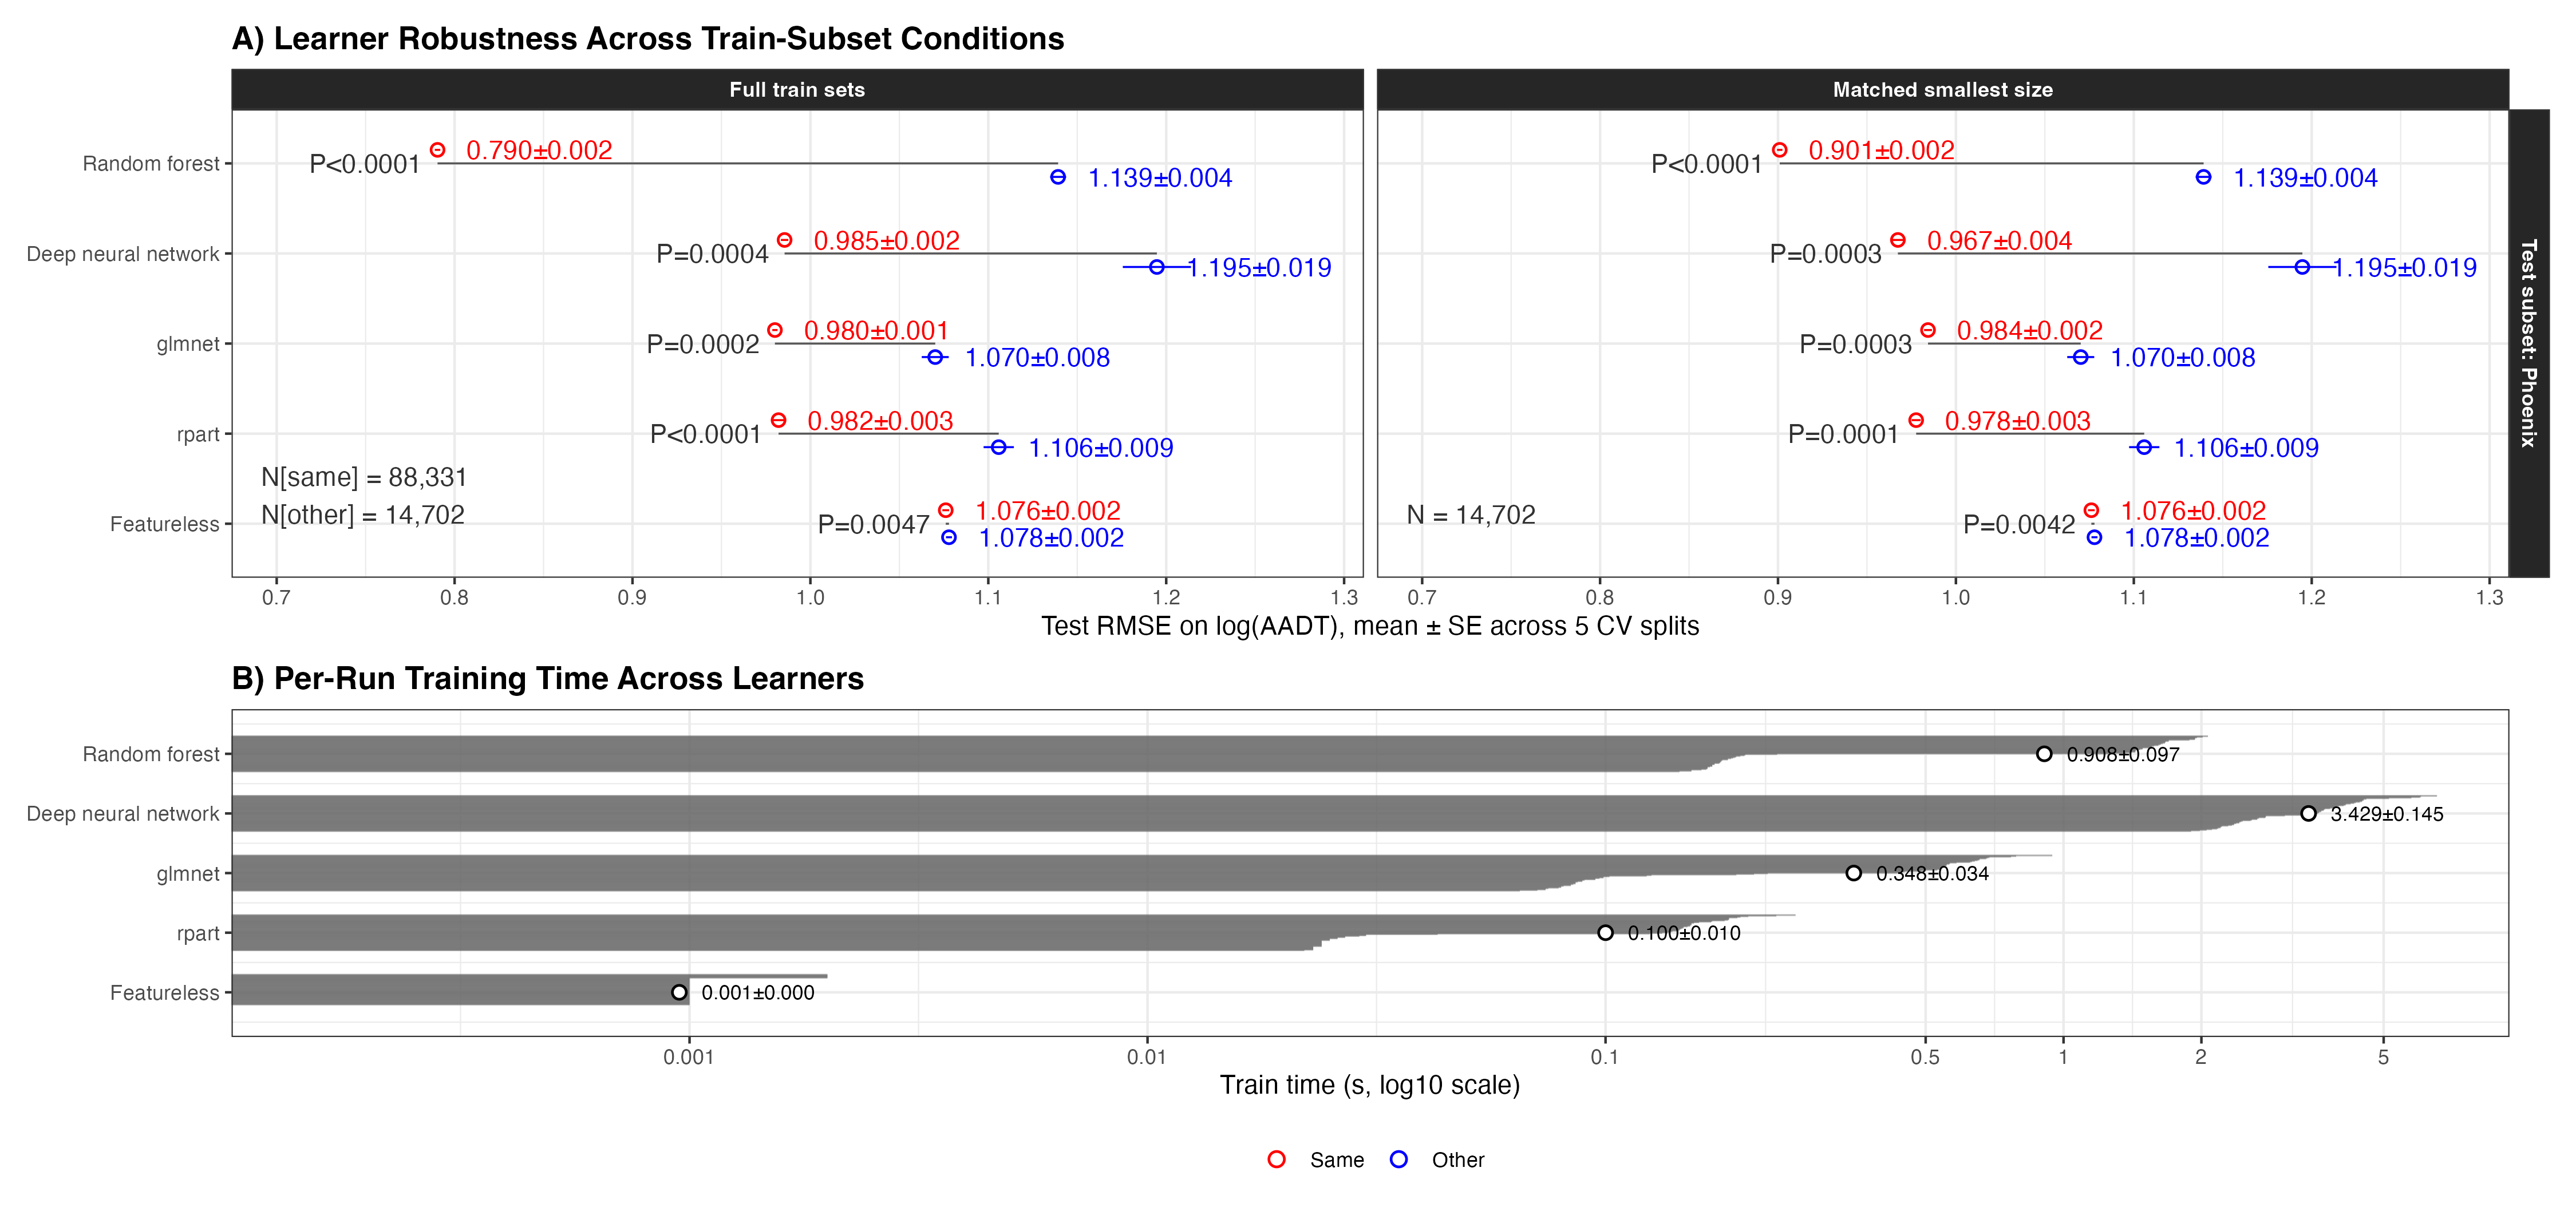 A) Learner Robustness Across Train-Subset Conditions
Full train sets
Matched smallest size
Test subset: Phoenix
Random forest
P<0.0001
0.790±0.002
1.139±0.004
P<0.0001
0.901±0.002
1.139±0.004
Deep neural network
P=0.0004
0.985±0.002
1.195±0.019
P=0.0003
0.967±0.004
1.195±0.019
glmnet
P=0.0002
0.980±0.001
1.070±0.008
P=0.0003
0.984±0.002
1.070±0.008
rpart
P<0.0001
0.982±0.003
1.106±0.009
P=0.0001
0.978±0.003
1.106±0.009
N[same] = 88,331
N[other] = 14,702
N = 14,702
Featureless
P=0.0047
1.076±0.002
1.078±0.002
P=0.0042
1.076±0.002
1.078±0.002
0.7 0.8 0.9 1.0 1.1 1.2 1.3
0.7 0.8 0.9 1.0 1.1 1.2 1.3
Test RMSE on log(AADT), mean ± SE across 5 CV splits
B) Per-Run Training Time Across Learners
Random forest
0.908±0.097
Deep neural network
3.429±0.145
glmnet
0.348±0.034
rpart
0.100±0.010
Featureless
0.001±0.000
0.001 0.01 0.1 0.5 1 2 5
Train time (s, log10 scale)
Same Other